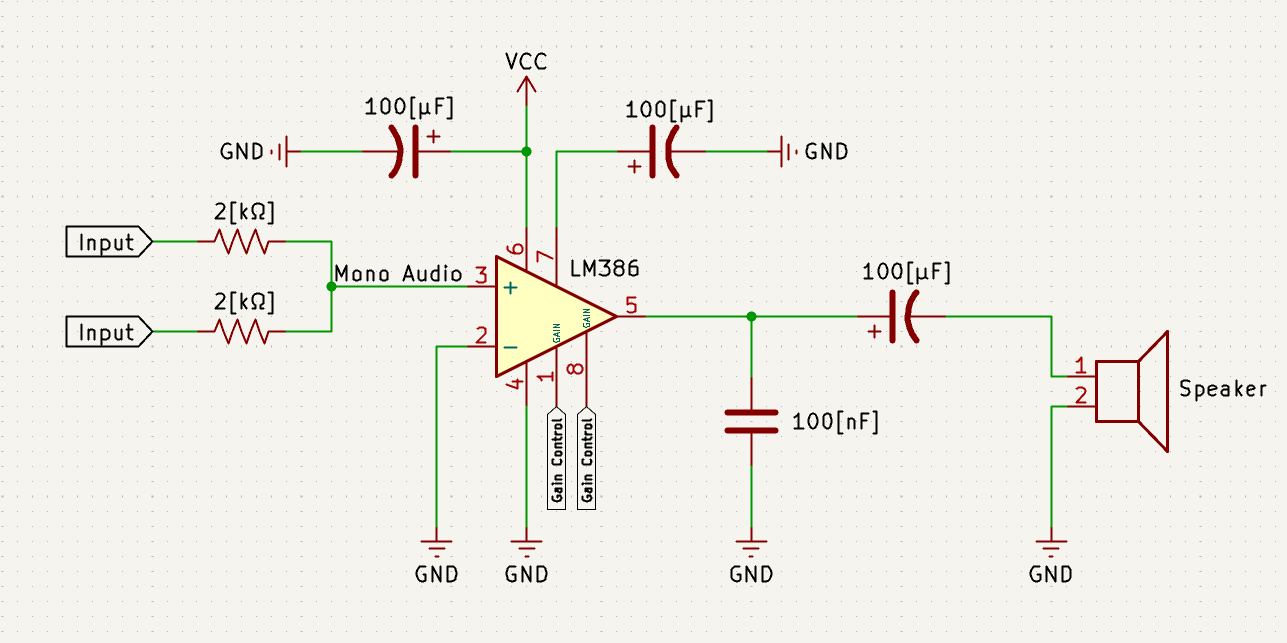 VCC
100[µF]
+
GND
100[µF]
+
GND
2[kΩ]
Input
2[kΩ]
Input
Mono Audio
3
+
2
−
6
7
LM386
GAIN
GAIN
4
1
8
5
Gain Control
Gain Control
100[µF]
+
100[nF]
1
2
Speaker
GND
GND
GND
GND